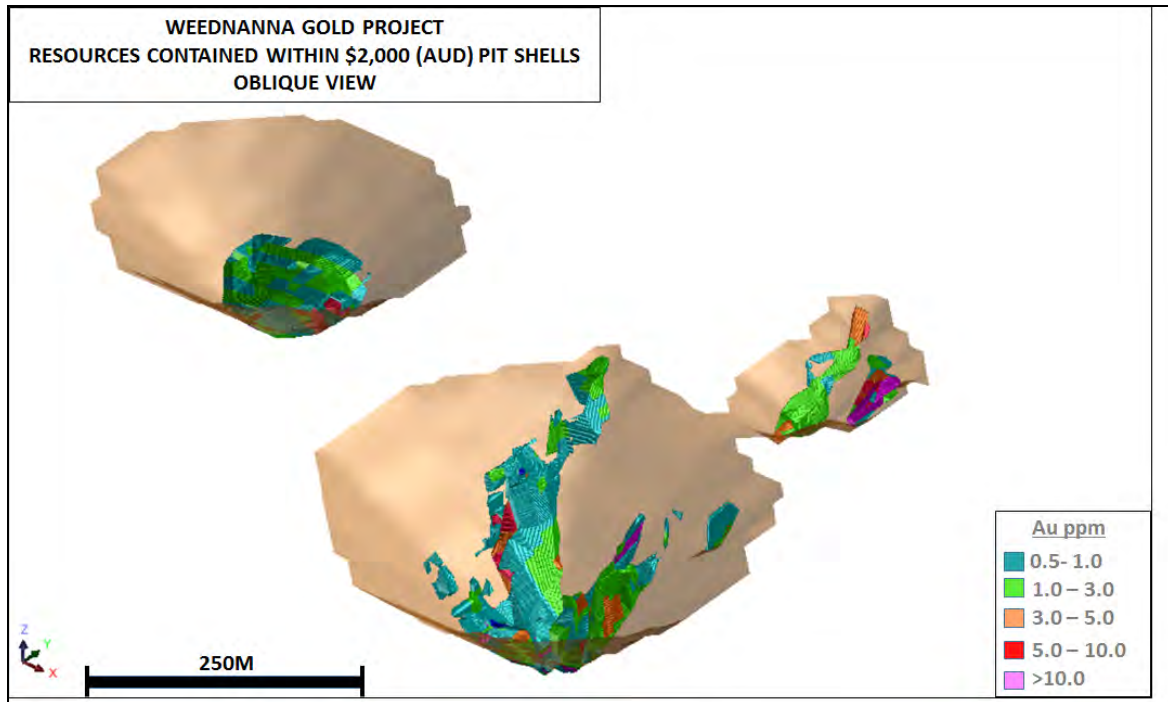 WEEDNANNA GOLD PROJECT
RESOURCES CONTAINED WITHIN $2,000 (AUD) PIT SHELLS
OBLIQUE VIEW
Au ppm
0.5- 1.0
1.0 – 3.0
3.0 – 5.0
5.0 – 10.0
>10.0
Z
Y
X
250M